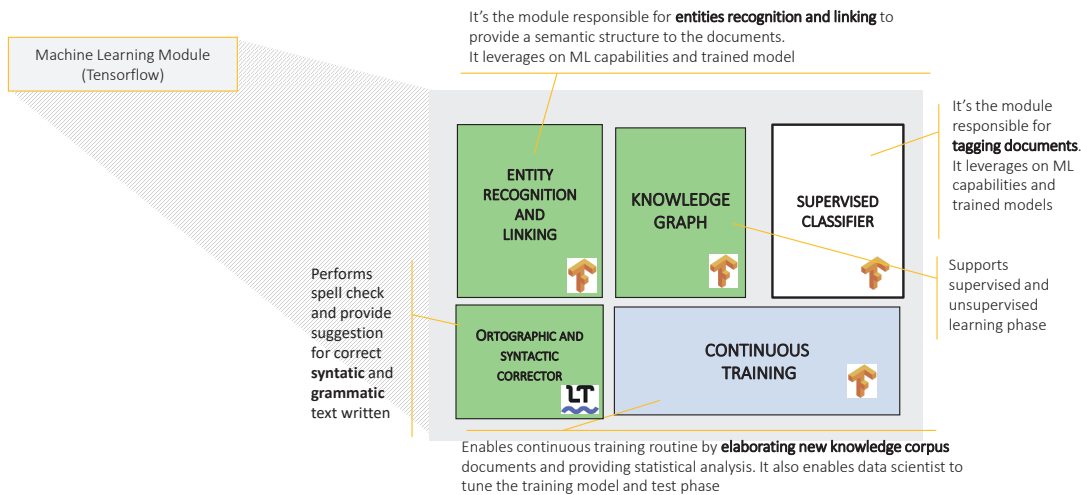 It's the module responsible for entities recognition and linking to
provide a semantic structure to the documents.
It leverages on ML capabilities and trained model
Machine Learning Module
(Tensorflow)
It's the module
responsible for
tagging documents.
It leverages on ML
capabilities and
trained models
ENTITY
RECOGNITION
AND
LINKING
KNOWLEDGE
GRAPH
SUPERVISED
CLASSIFIER
Supports
supervised and
unsupervised
learning phase
Performs
spell check
and provide
suggestion
for correct
syntatic and
grammatic
text written
ORTOGRAPHIC AND
SYNTACTIC
CORRECTOR
LT
CONTINUOUS
TRAINING
Enables continuous training routine by elaborating new knowledge corpus
documents and providing statistical analysis. It also enables data scientist to
tune the training model and test phase